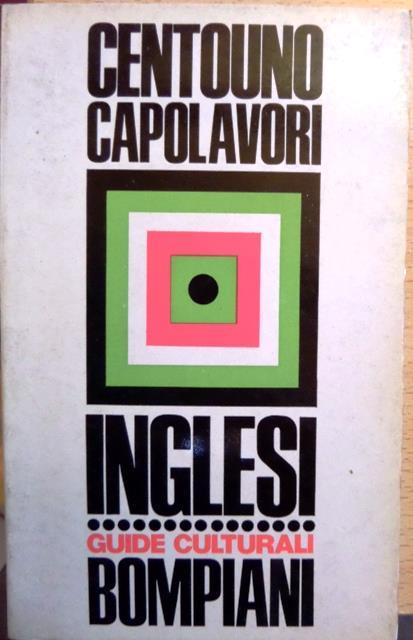 CENTOUNO
CAPOLAVORI
INGLESI
GUIDE CULTURALI
BOMPIANI